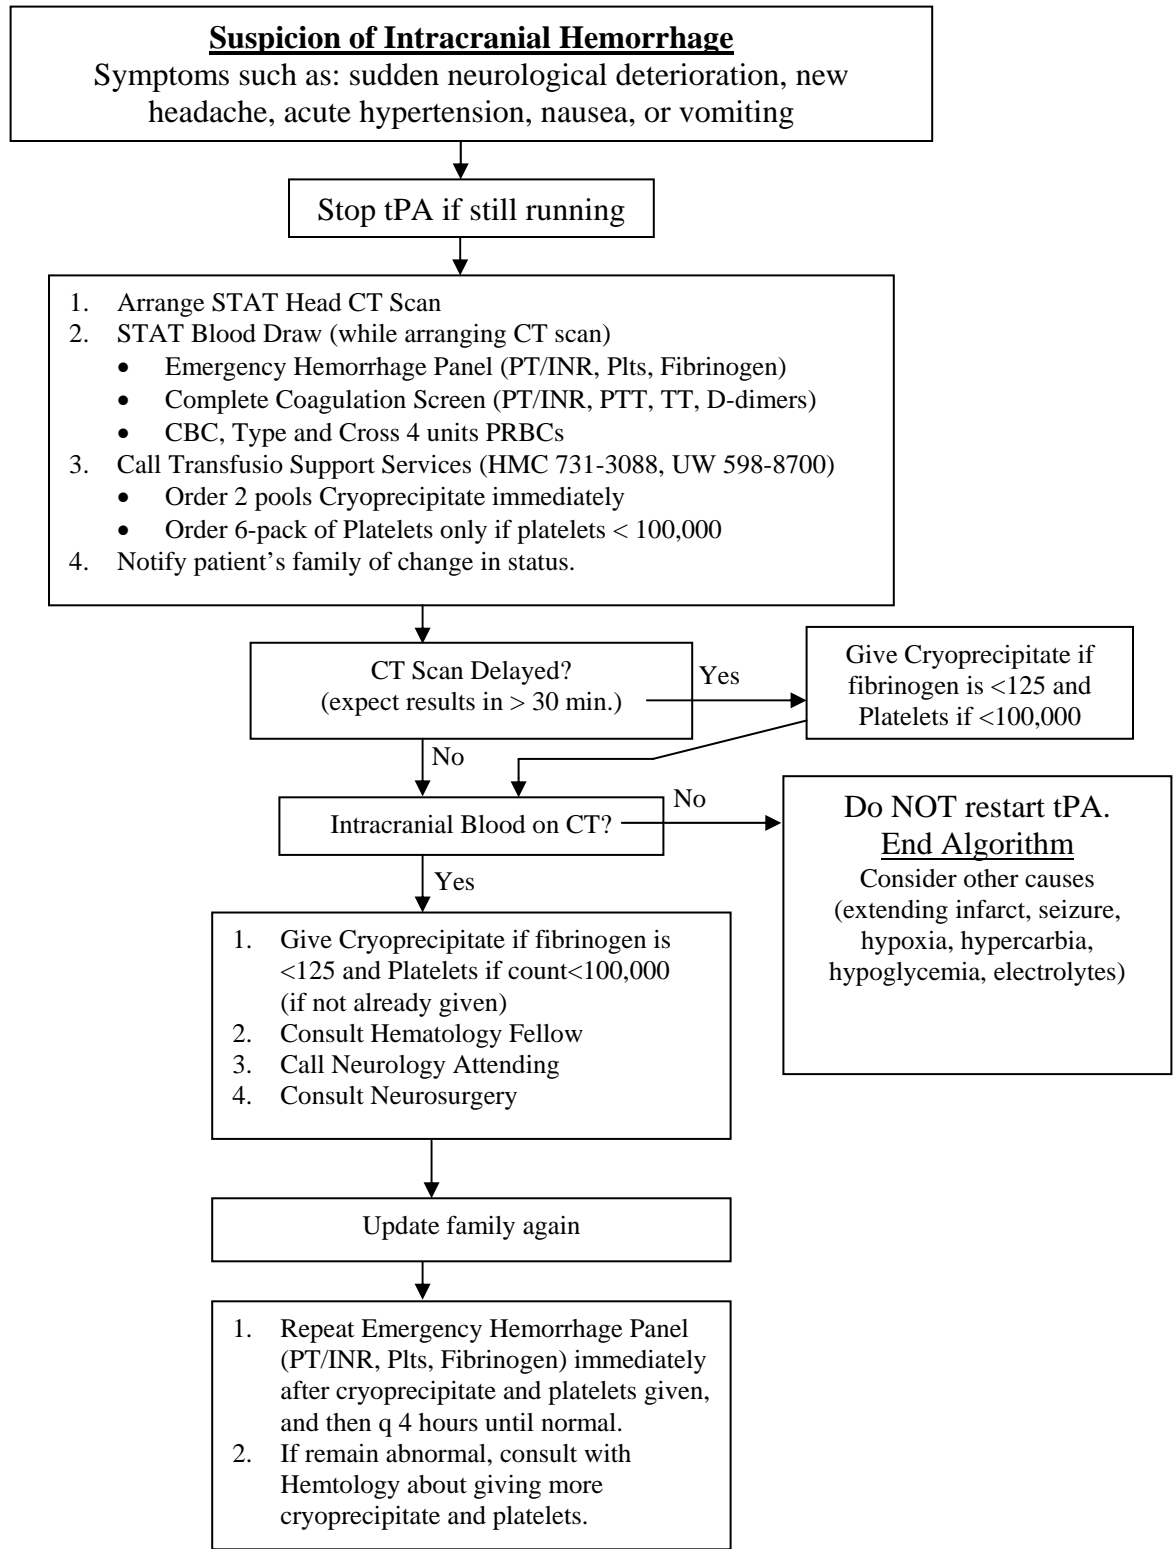 Suspicion of Intracranial Hemorrhage
Symptoms such as: sudden neurological deterioration, new
headache, acute hypertension, nausea, or vomiting
Stop tPA if still running
1. Arrange STAT Head CT Scan
2. STAT Blood Draw (while arranging CT scan)
• Emergency Hemorrhage Panel (PT/INR, Plts, Fibrinogen)
• Complete Coagulation Screen (PT/INR, PTT, TT, D-dimers)
• CBC, Type and Cross 4 units PRBCs
3. Call Transfusio Support Services (HMC 731-3088, UW 598-8700)
• Order 2 pools Cryoprecipitate immediately
• Order 6-pack of Platelets only if platelets < 100,000
4. Notify patient's family of change in status.
CT Scan Delayed?
(expect results in > 30 min.)
Yes
Give Cryoprecipitate if
fibrinogen is <125 and
Platelets if <100,000
No
Intracranial Blood on CT?
No
Do NOT restart tPA.
End Algorithm
Consider other causes
(extending infarct, seizure,
hypoxia, hypercarbia,
hypoglycemia, electrolytes)
Yes
1. Give Cryoprecipitate if fibrinogen is
<125 and Platelets if count<100,000
(if not already given)
2. Consult Hematology Fellow
3. Call Neurology Attending
4. Consult Neurosurgery
Update family again
1. Repeat Emergency Hemorrhage Panel
(PT/INR, Plts, Fibrinogen) immediately
after cryoprecipitate and platelets given,
and then q 4 hours until normal.
2. If remain abnormal, consult with
Hemtology about giving more
cryoprecipitate and platelets.